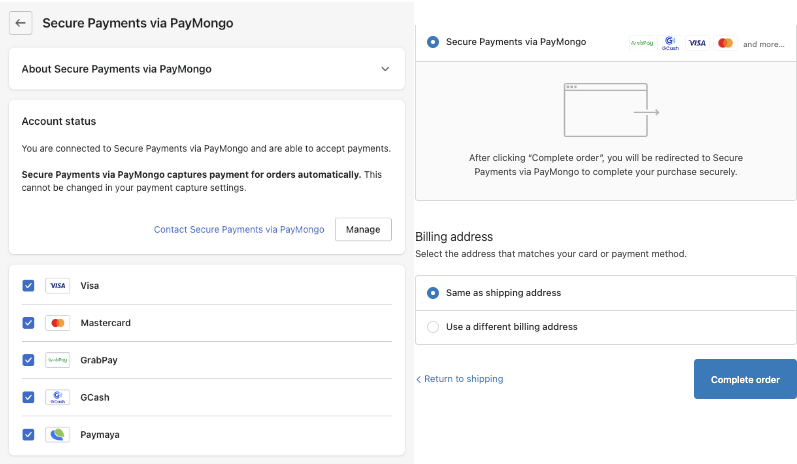 Secure Payments via PayMongo
About Secure Payments via PayMongo
Account status
You are connected to Secure Payments via PayMongo and are able to accept payments.
Secure Payments via PayMongo captures payment for orders automatically. This
cannot be changed in your payment capture settings.
Contact Secure Payments via PayMongo
Manage
VISA
Visa
Mastercard
GrabPay
GrabPay
GCash
GCash
Paymaya
Secure Payments via PayMongo
GrabPay
GCash
VISA
and more...
After clicking “Complete order”, you will be redirected to Secure
Payments via PayMongo to complete your purchase securely.
Billing address
Select the address that matches your card or payment method.
Same as shipping address
Use a different billing address
Return to shipping
Complete order